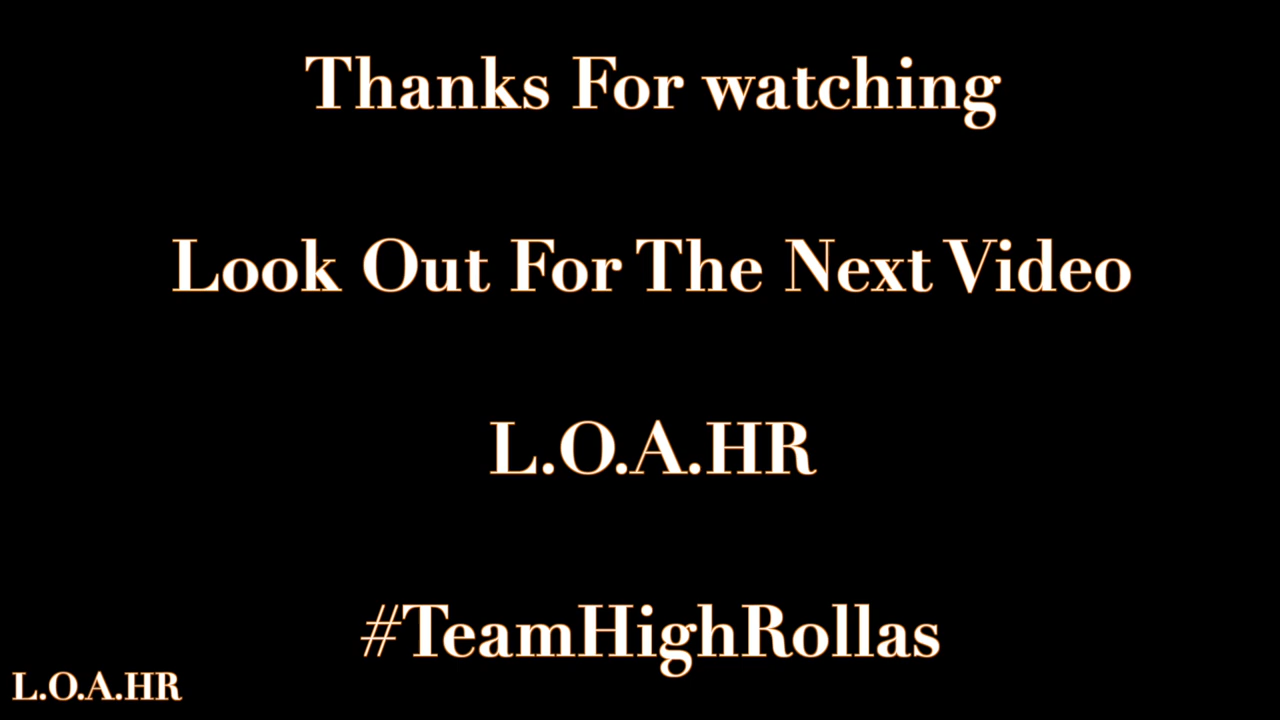 Thanks For watching
Look Out For The Next Video
L.O.A.HR
#TeamHighRollas
L.O.A.HR